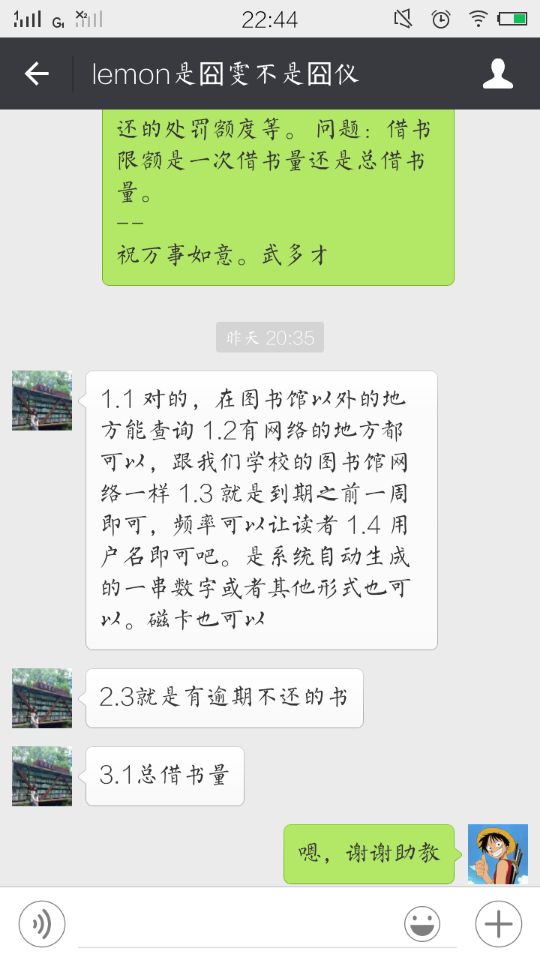 22:44
lemon是囧雯不是囧仪
还的处罚额度等。 问题：借书
限额是一次借书量还是总借书
量。
--
祝万事如意。武多才
昨天 20:35
1.1 对的，在图书馆以外的地
方能查询 1.2有网络的地方都
可以，跟我们学校的图书馆网
络一样 1.3 就是到期之前一周
即可，频率可以让读者 1.4 用
户名即可吧。是系统自动生成
的一串数字或者其他形式也可
以。磁卡也可以
2.3就是有逾期不还的书
3.1总借书量
嗯，谢谢助教